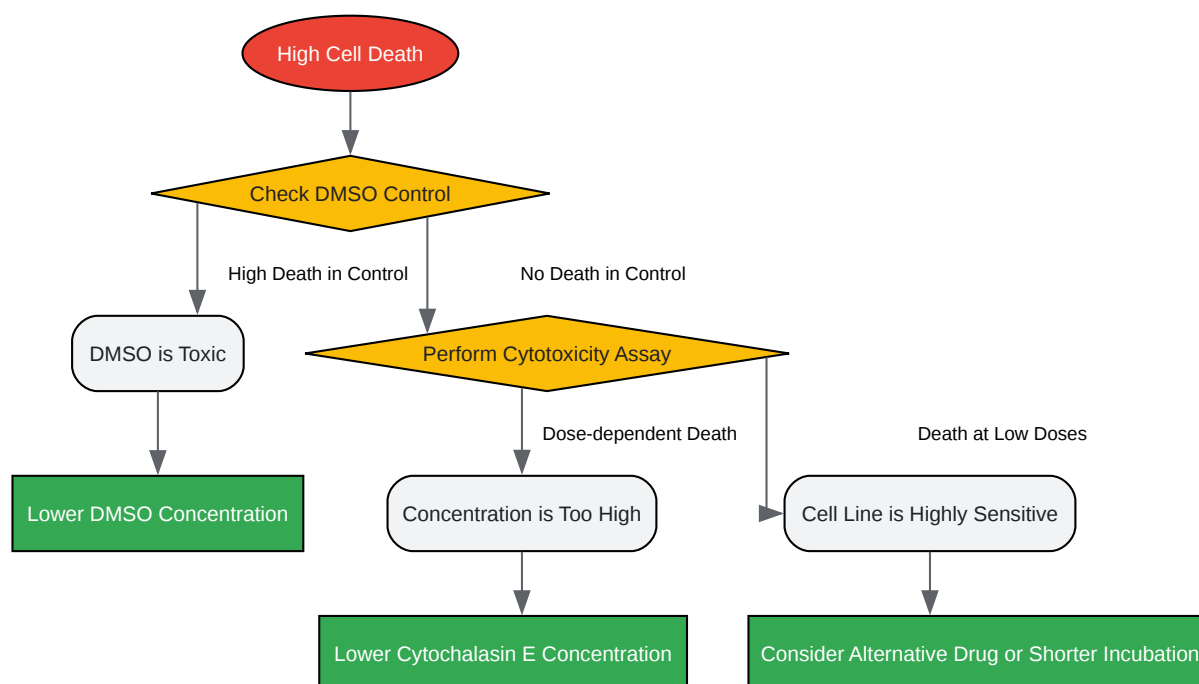 High Cell Death
Check DMSO Control
High Death in Control
No Death in Control
DMSO is Toxic
Perform Cytotoxicity Assay
Dose-dependent Death
Death at Low Doses
Lower DMSO Concentration
Concentration is Too High
Cell Line is Highly Sensitive
Lower Cytochalasin E Concentration
Consider Alternative Drug or Shorter Incubation